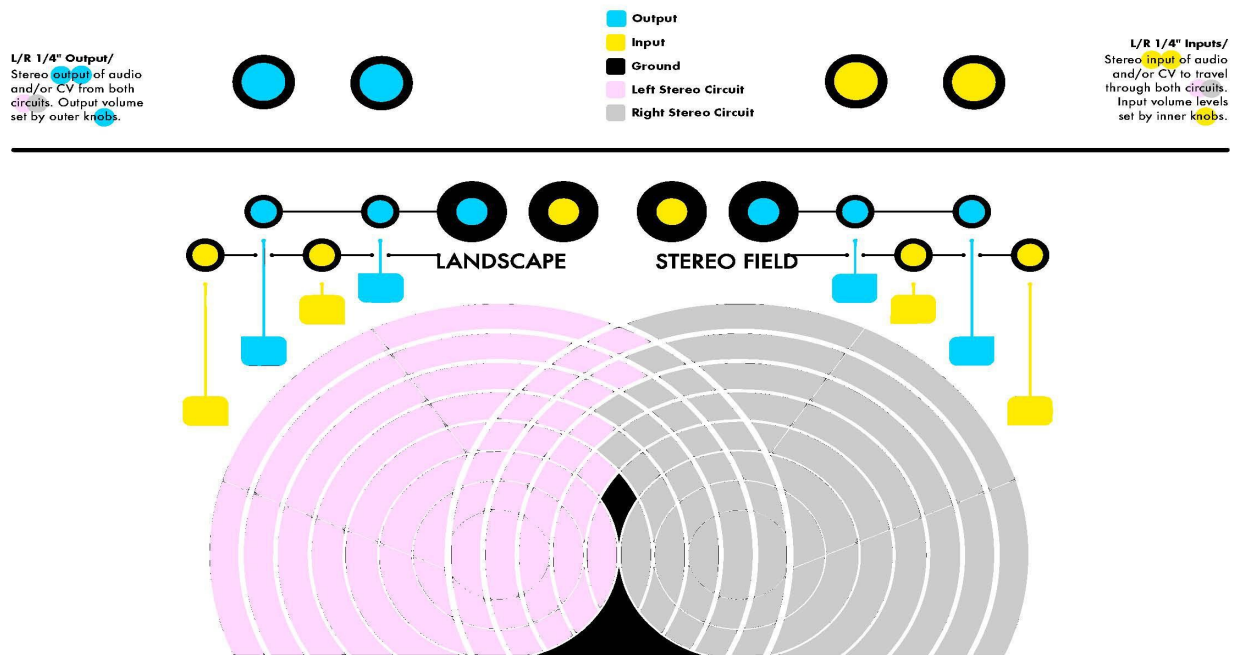 L/R 1/4" Output/
Stereo output of audio
and/or CV from both
circuits. Output volume
set by outer knobs.
Output
Input
Ground
Left Stereo Circuit
Right Stereo Circuit
L/R 1/4" Inputs/
Stereo input of audio
and/or CV to travel
through both circuits.
Input volume levels
set by inner knobs.
LANDSCAPE
STEREO FIELD